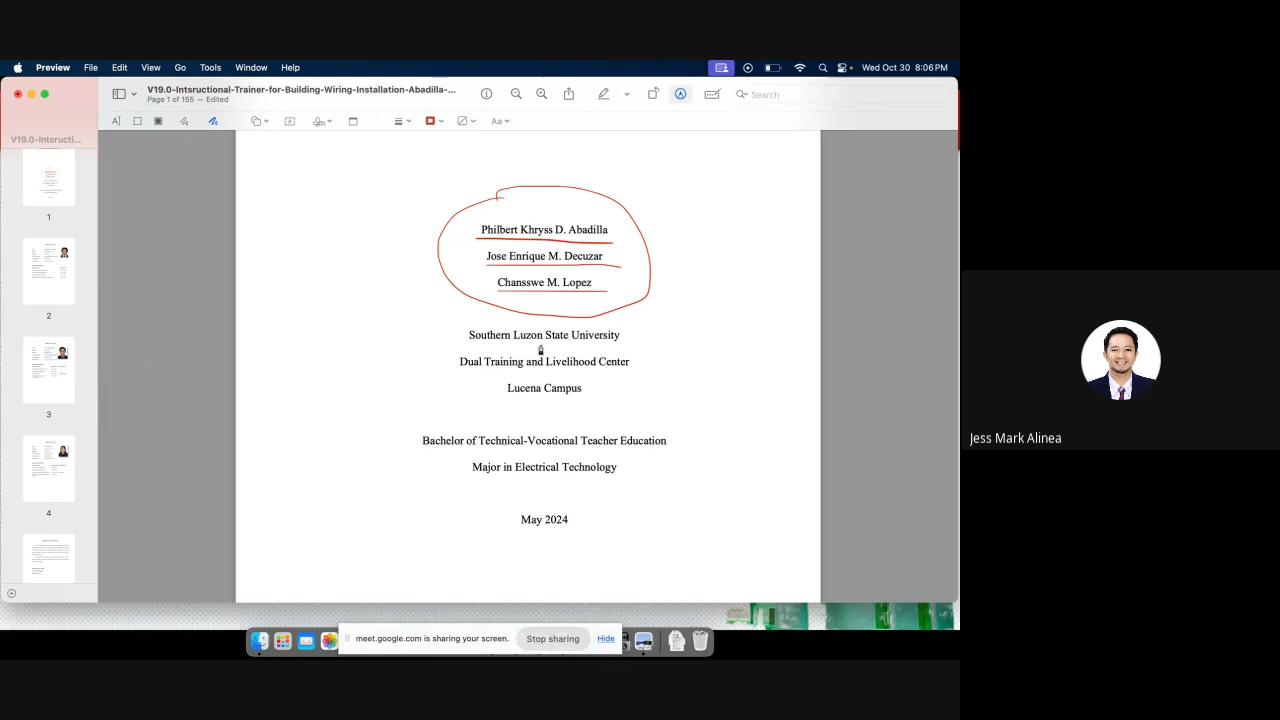 Preview File Edit View Go Tools Window Help
Wed Oct 30 8:06 PM
V19.0-Intsructional-Trainer-for-Building-Wiring-Installation-Abadilla-...
Page 1 of 155 — Edited
Search
V19.0-Intsructi...
Aa
1
2
3
4
Philbert Khryss D. Abadilla
Jose Enrique M. Decuzar
Chansswe M. Lopez
Southern Luzon State University
Dual Training and Livelihood Center
Lucena Campus
Bachelor of Technical-Vocational Teacher Education
Major in Electrical Technology
May 2024
Jess Mark Alinea
meet.google.com is sharing your screen. Stop sharing Hide